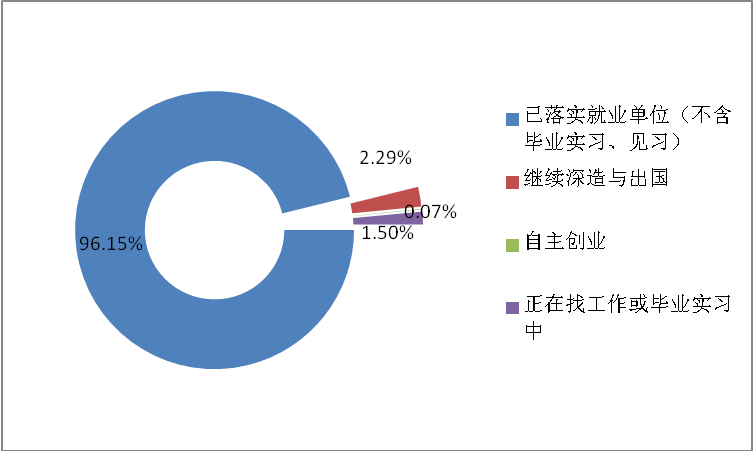 2.29%
0.07%
1.50%
96.15%
已落实就业单位（不含
毕业实习、见习）
继续深造与出国
自主创业
正在找工作或毕业实习
中